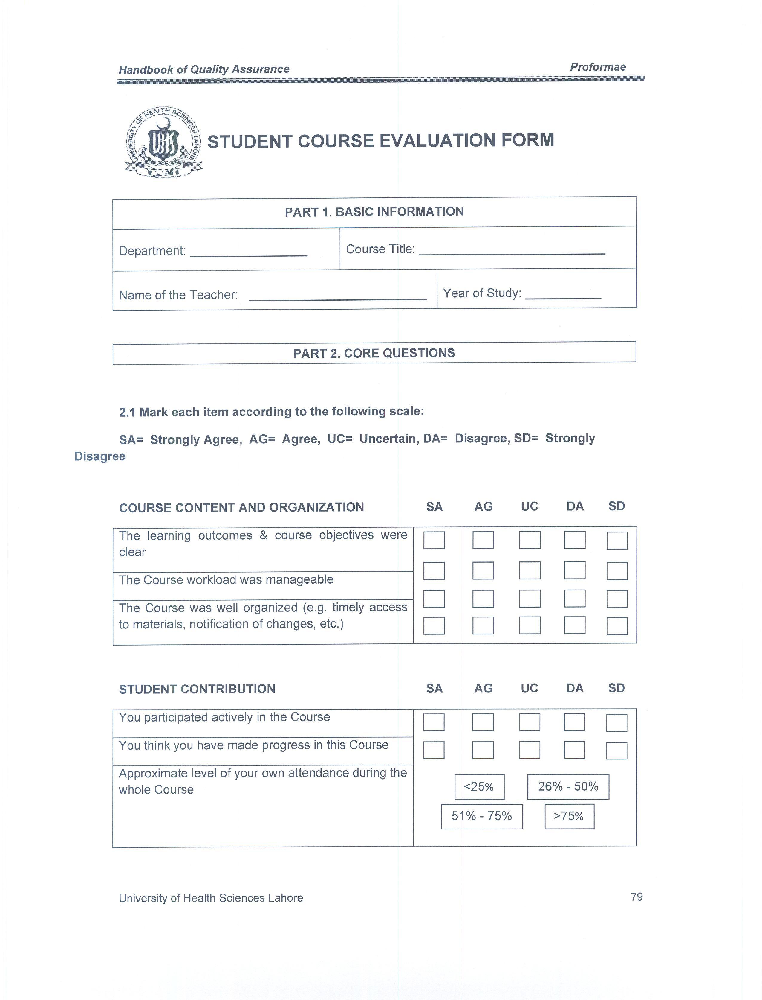 Handbook of Quality Assurance Proformae
UNIVERSITY OF HEALTH SCIENCES LAHORE
UHS
STUDENT COURSE EVALUATION FORM
PART 1. BASIC INFORMATION
Department: Course Title:
Name of the Teacher: Year of Study:
PART 2. CORE QUESTIONS
2.1 Mark each item according to the following scale:
SA= Strongly Agree, AG= Agree, UC= Uncertain, DA= Disagree, SD= Strongly
Disagree
COURSE CONTENT AND ORGANIZATION SA AG UC DA SD
The learning outcomes & course objectives were
clear
The Course workload was manageable
The Course was well organized (e.g. timely access
to materials, notification of changes, etc.)
STUDENT CONTRIBUTION SA AG UC DA SD
You participated actively in the Course
You think you have made progress in this Course
Approximate level of your own attendance during the
whole Course
<25% 26% - 50%
51% - 75% >75%
University of Health Sciences Lahore 79